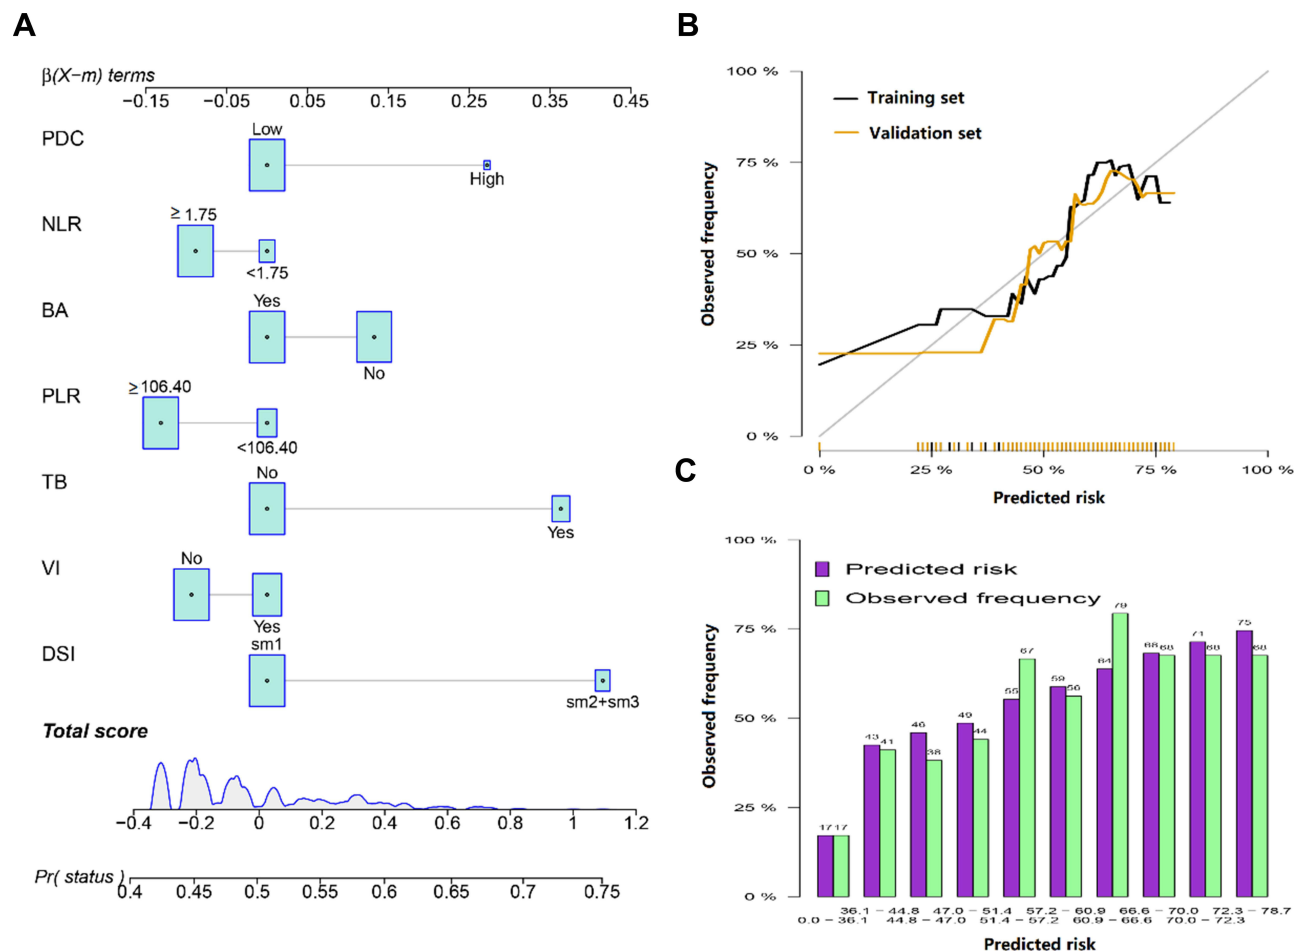 A
β(X−m) terms
−0.15 −0.05 0.05 0.15 0.25 0.35 0.45
PDC
Low
High
NLR
≥ 1.75
<1.75
BA
Yes
No
PLR
≥ 106.40
<106.40
TB
No
Yes
VI
No
Yes
DSI
sm1
sm2+sm3
Total score
−0.4 −0.2 0 0.2 0.4 0.6 0.8 1 1.2
Pr( status )
0.4 0.45 0.5 0.55 0.6 0.65 0.7 0.75
B
100 %
75 %
50 %
25 %
0 %
Observed frequency
Training set
Validation set
0 % 25 % 50 % 75 % 100 %
Predicted risk
C
100 %
75 %
50 %
25 %
0 %
Observed frequency
Predicted risk
Observed frequency
17 17 43 41 46 38 49 44 55 67 59 56 64 79 68 68 71 68 75 68
36.1 − 44.8 47.0 − 51.4 57.2 − 60.9 66.6 − 70.0 72.3 − 78.7
0.0 − 36.1 44.8 − 47.0 51.4 − 57.2 60.9 − 66.6 70.0 − 72.3
Predicted risk